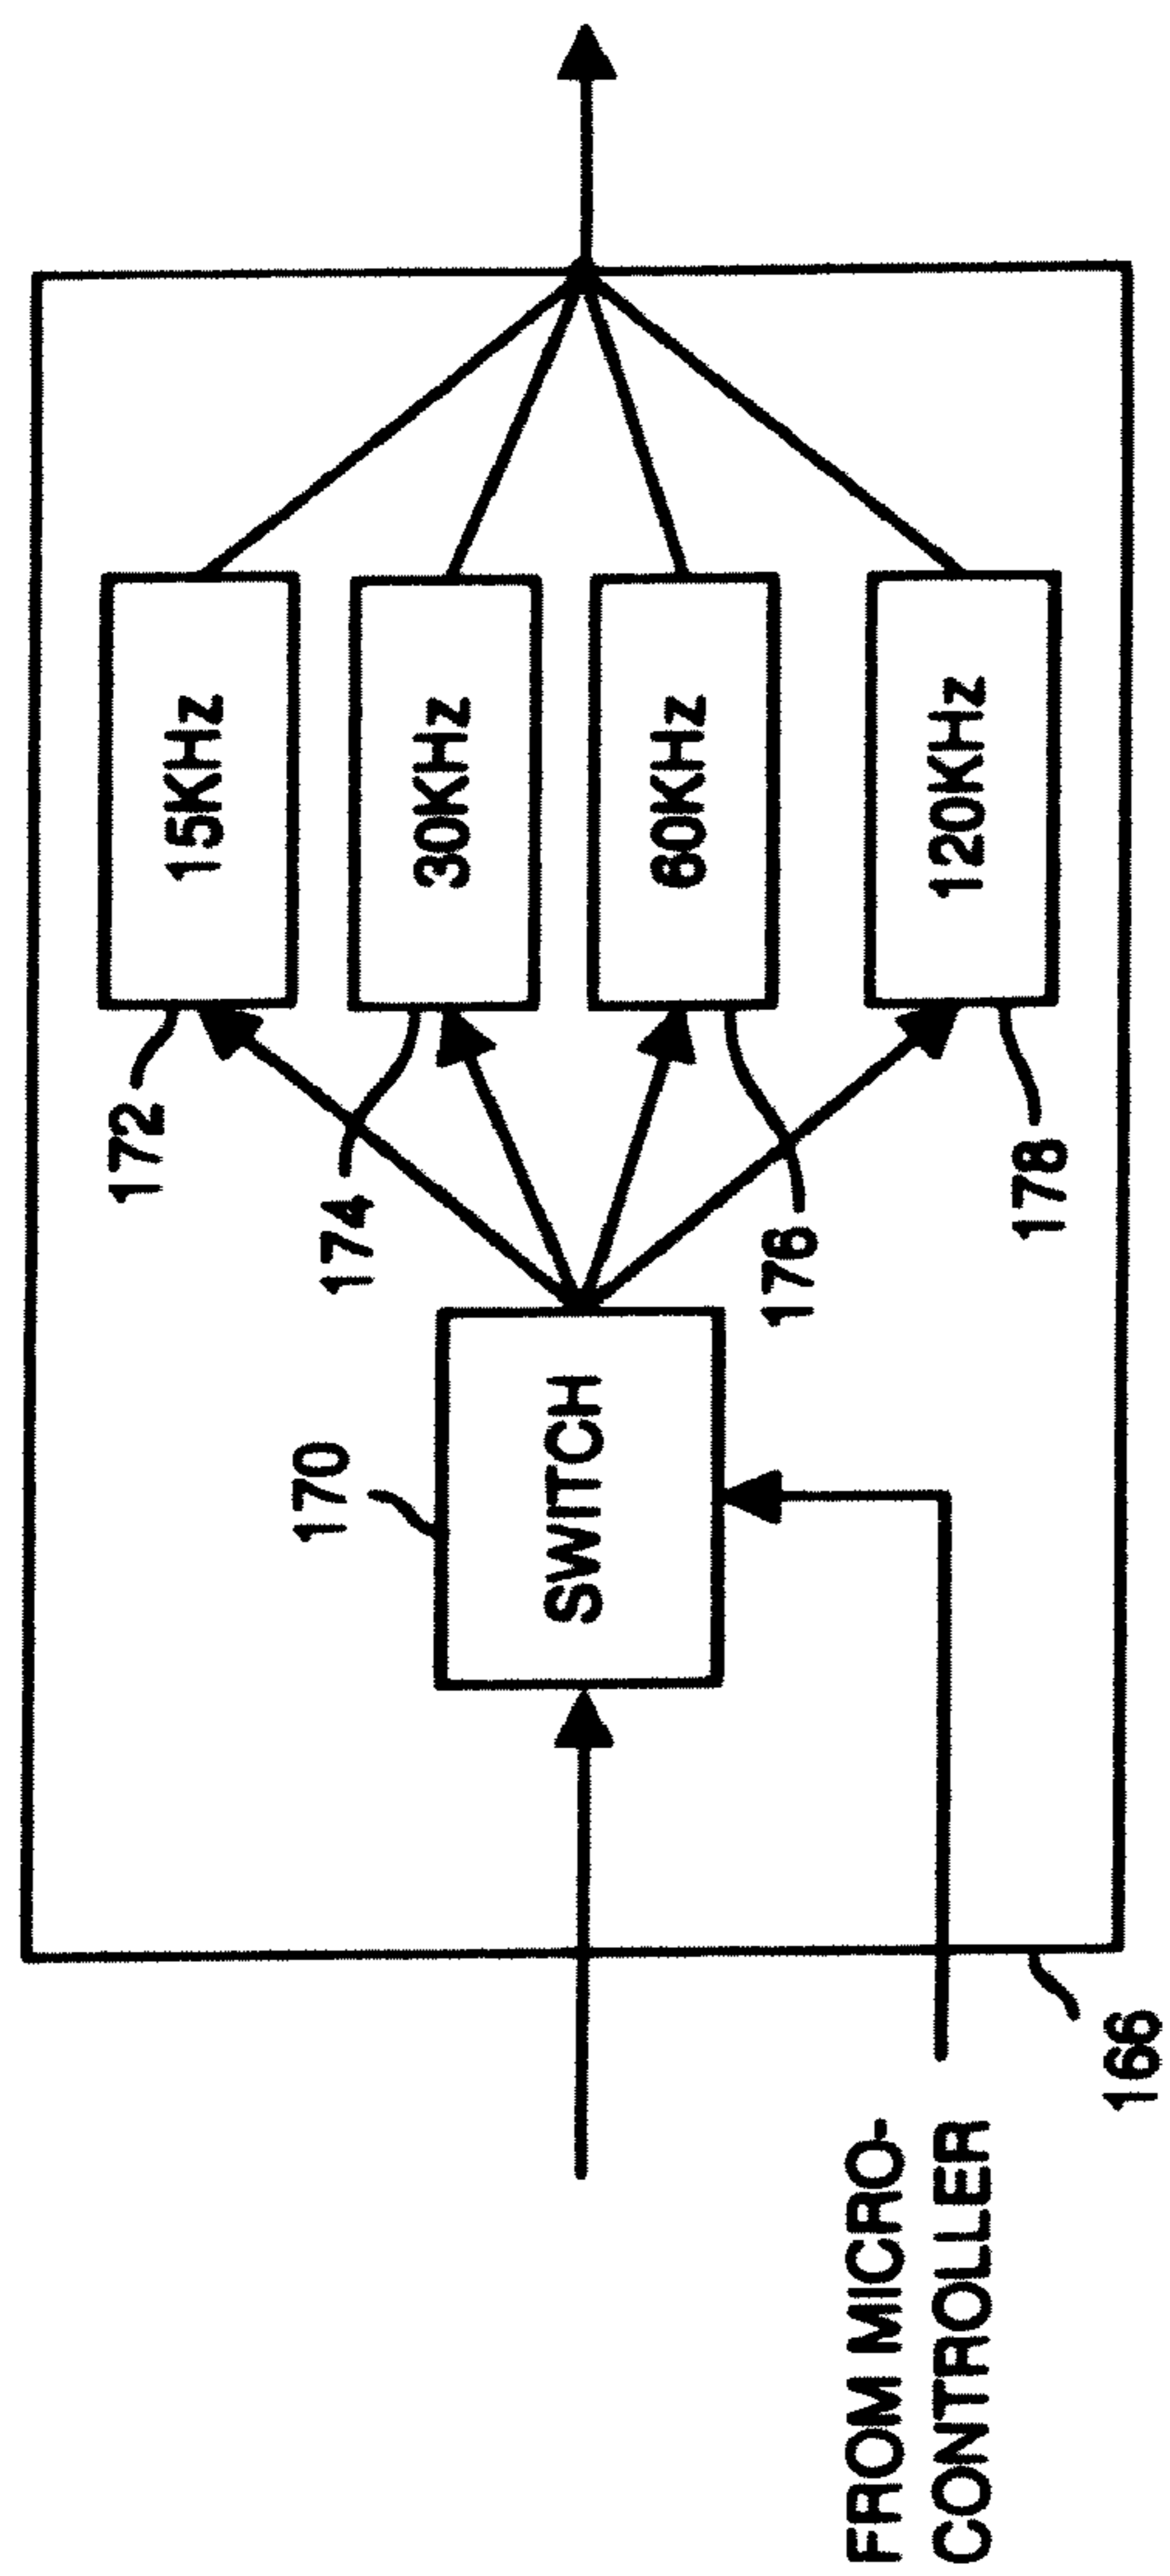 172
15KHz
174
30KHz
170
SWITCH
176
60KHz
178
120KHz
FROM MICRO-
CONTROLLER
166